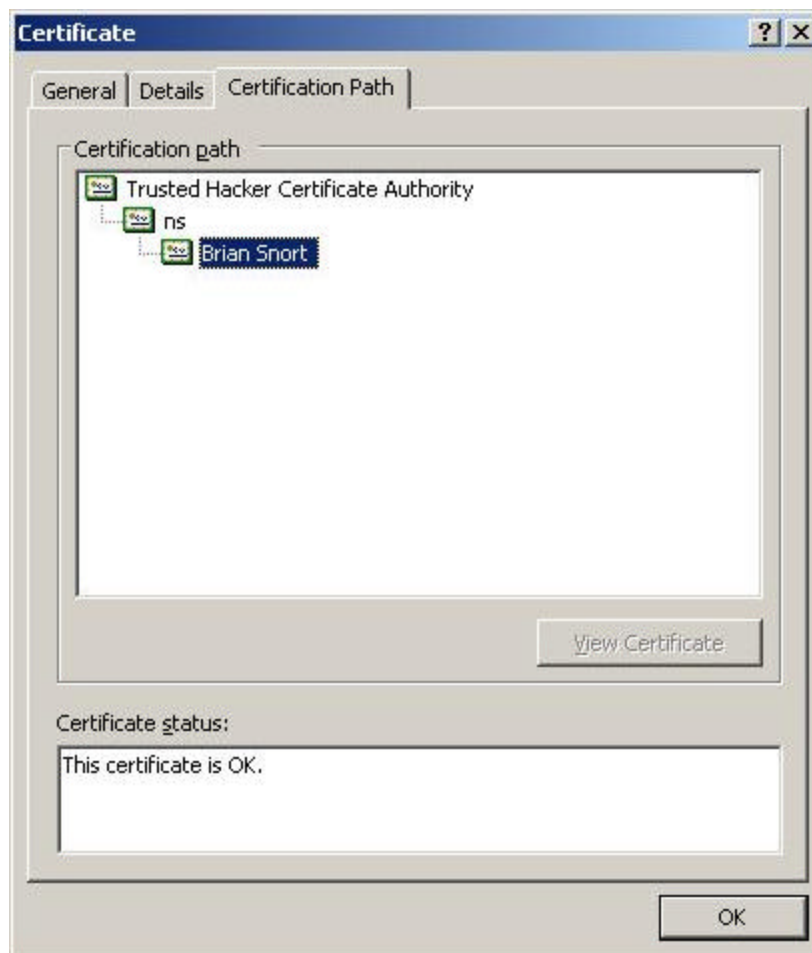 Certificate
General
Details
Certification Path
Certification path
Trusted Hacker Certificate Authority
ns
Brian Snort
View Certificate
Certificate status:
This certificate is OK.
OK